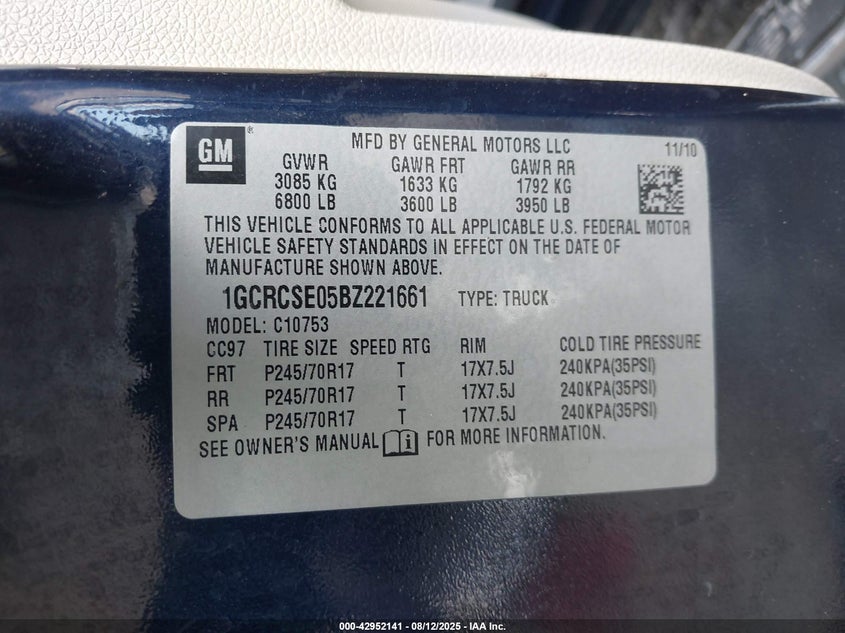 GM
MFD BY GENERAL MOTORS LLC 11/10
GVWR GAWR FRT GAWR RR
3085 KG 1633 KG 1792 KG
6800 LB 3600 LB 3950 LB
THIS VEHICLE CONFORMS TO ALL APPLICABLE U.S. FEDERAL MOTOR
VEHICLE SAFETY STANDARDS IN EFFECT ON THE DATE OF
MANUFACTURE SHOWN ABOVE.
1GCRCSE05BZ221661 TYPE: TRUCK
MODEL: C10753
CC97 TIRE SIZE SPEED RTG RIM COLD TIRE PRESSURE
FRT P245/70R17 T 17X7.5J 240KPA(35PSI)
RR P245/70R17 T 17X7.5J 240KPA(35PSI)
SPA P245/70R17 T 17X7.5J 240KPA(35PSI)
SEE OWNER'S MANUAL FOR MORE INFORMATION.
000-42952141 - 08/12/2025 - IAA Inc.